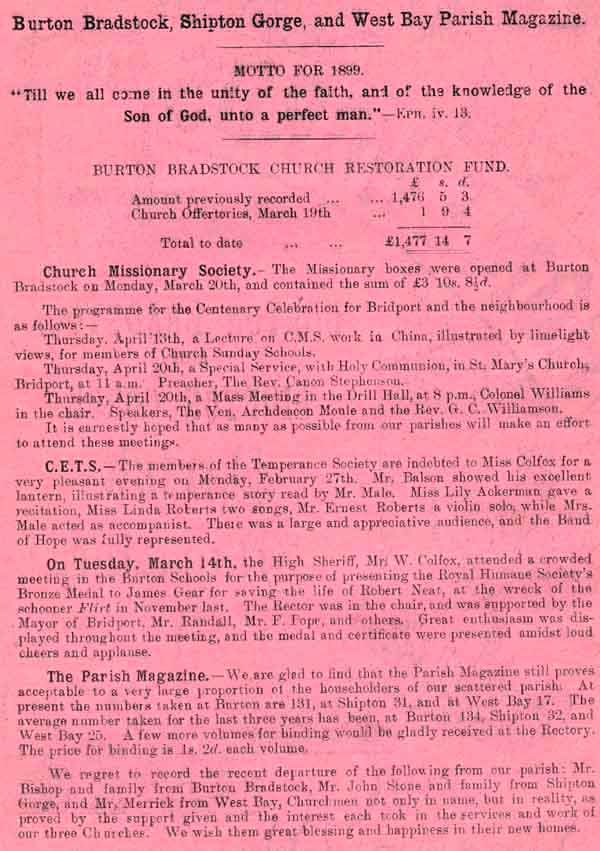 Burton Bradstock, Shipton Gorge, and West Bay Parish Magazine.
MOTTO FOR 1899.
"Till we all come in the unity of the faith, and of the knowledge of the
Son of God, unto a perfect man."—EPH. iv. 13.
BURTON BRADSTOCK CHURCH RESTORATION FUND.
£ s. d.
Amount previously recorded ... ... 1,476 5 3
Church Offertories, March 19th ... 1 9 4
Total to date ... ... £1,477 14 7
Church Missionary Society.—The Missionary boxes were opened at Burton
Bradstock on Monday, March 20th, and contained the sum of £3 10s. 8½d.
The programme for the Centenary Celebration for Bridport and the neighbourhood is
as follows:—
Thursday, April 13th, a Lecture on C.M.S. work in China, illustrated by limelight
views, for members of Church Sunday Schools.
Thursday, April 20th, a Special Service, with Holy Communion, in St. Mary's Church,
Bridport, at 11 a.m. Preacher, The Rev. Canon Stephenson.
Thursday, April 20th, a Mass Meeting in the Drill Hall, at 8 p.m., Colonel Williams
in the chair. Speakers, The Ven. Archdeacon Moule and the Rev. G. C. Williamson.
It is earnestly hoped that as many as possible from our parishes will make an effort
to attend these meetings.
C.E.T.S.—The members of the Temperance Society are indebted to Miss Colfox for a
very pleasant evening on Monday, February 27th. Mr. Balson showed his excellent
lantern, illustrating a temperance story read by Mr. Male. Miss Lily Ackerman gave a
recitation, Miss Linda Roberts two songs, Mr. Ernest Roberts a violin solo, while Mrs.
Male acted as accompanist. There was a large and appreciative audience, and the Band
of Hope was fully represented.
On Tuesday, March 14th, the High Sheriff, Mr. W. Colfox, attended a crowded
meeting in the Burton Schools for the purpose of presenting the Royal Humane Society's
Bronze Medal to James Gear for saving the life of Robert Neat, at the wreck of the
schooner Flirt in November last. The Rector was in the chair, and was supported by the
Mayor of Bridport, Mr. Randall, Mr. F. Pope, and others. Great enthusiasm was dis-
played throughout the meeting, and the medal and certificate were presented amidst loud
cheers and applause.
The Parish Magazine.—We are glad to find that the Parish Magazine still proves
acceptable to a very large proportion of the householders of our scattered parish. At
present the numbers taken at Burton are 131, at Shipton 31, and at West Bay 17. The
average number taken for the last three years has been, at Burton 134, Shipton 32, and
West Bay 25. A few more volumes for binding would be gladly received at the Rectory.
The price for binding is 1s. 2d. each volume.
We regret to record the recent departure of the following from our parish: Mr.
Bishop and family from Burton Bradstock, Mr. John Stone and family from Shipton
Gorge, and Mr. Merrick from West Bay, Churchmen not only in name, but in reality, as
proved by the support given and the interest each took in the services and work of
our three Churches. We wish them great blessing and happiness in their new homes.